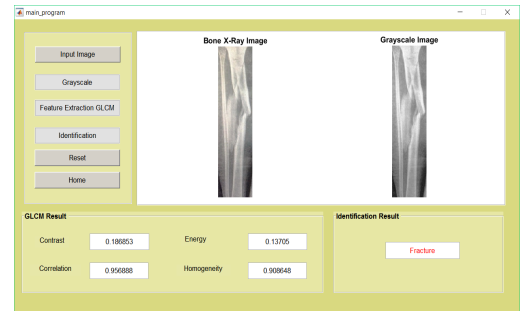 main_program
Input Image
Grayscale
Feature Extraction GLCM
Identification
Reset
Home
Bone X-Ray Image
Grayscale Image
GLCM Result
Contrast 0.186853 Energy 0.13705
Correlation 0.956888 Homogeneity 0.908648
Identification Result
Fracture